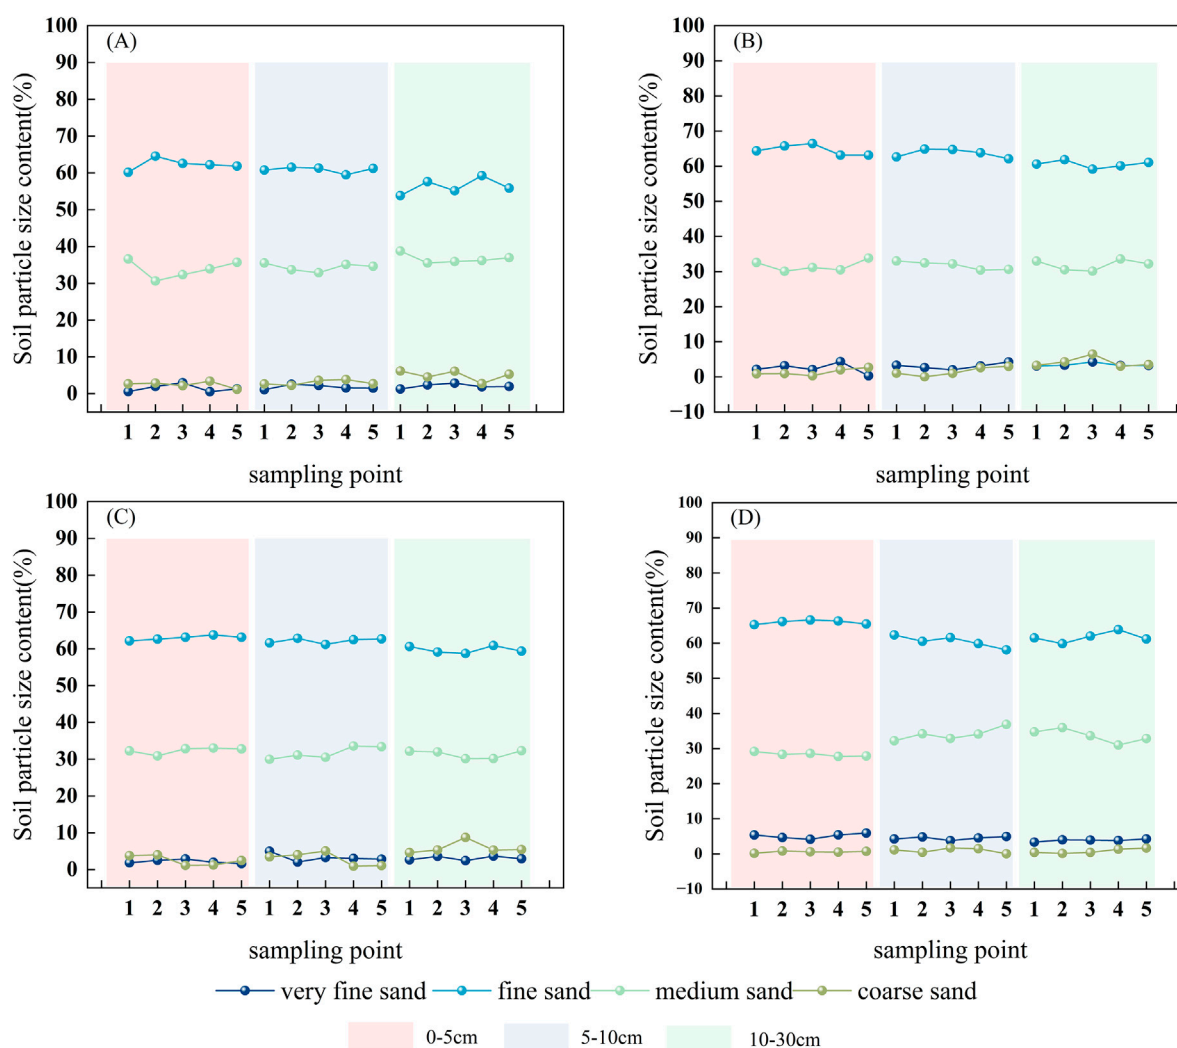 (A)
Soil particle size content(%)
100
90
80
70
60
50
40
30
20
10
0
1 2 3 4 5 1 2 3 4 5 1 2 3 4 5
sampling point
(B)
Soil particle size content(%)
100
90
80
70
60
50
40
30
20
10
0
−10
1 2 3 4 5 1 2 3 4 5 1 2 3 4 5
sampling point
(C)
Soil particle size content(%)
100
90
80
70
60
50
40
30
20
10
0
1 2 3 4 5 1 2 3 4 5 1 2 3 4 5
sampling point
(D)
Soil particle size content(%)
100
90
80
70
60
50
40
30
20
10
0
−10
1 2 3 4 5 1 2 3 4 5 1 2 3 4 5
sampling point
very fine sand fine sand medium sand coarse sand
0-5cm 5-10cm 10-30cm